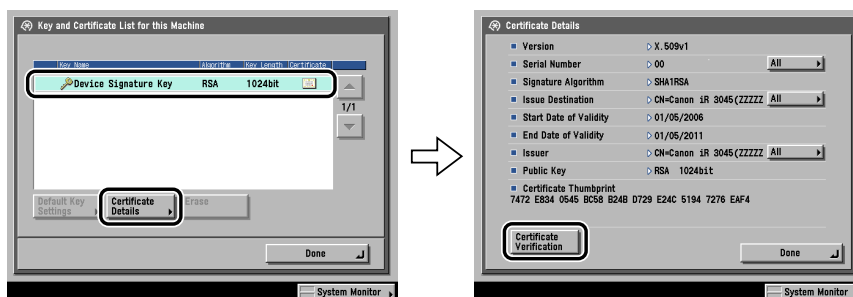 Key and Certificate List for this Machine
Key Name Algorithm Key Length Certificate
Device Signature Key RSA 1024bit
1/1
Default Key Settings
Certificate Details
Erase
Done
System Monitor
Certificate Details
Version X.509v1
Serial Number 00 All
Signature Algorithm SHA1RSA
Issue Destination CN=Canon iR 3045(ZZZZZ All
Start Date of Validity 01/05/2006
End Date of Validity 01/05/2011
Issuer CN=Canon iR 3045(ZZZZZ All
Public Key RSA 1024bit
Certificate Thumbprint
7472 E834 0545 BC58 B24B D729 E24C 5194 7276 EAF4
Certificate Verification
Done
System Monitor